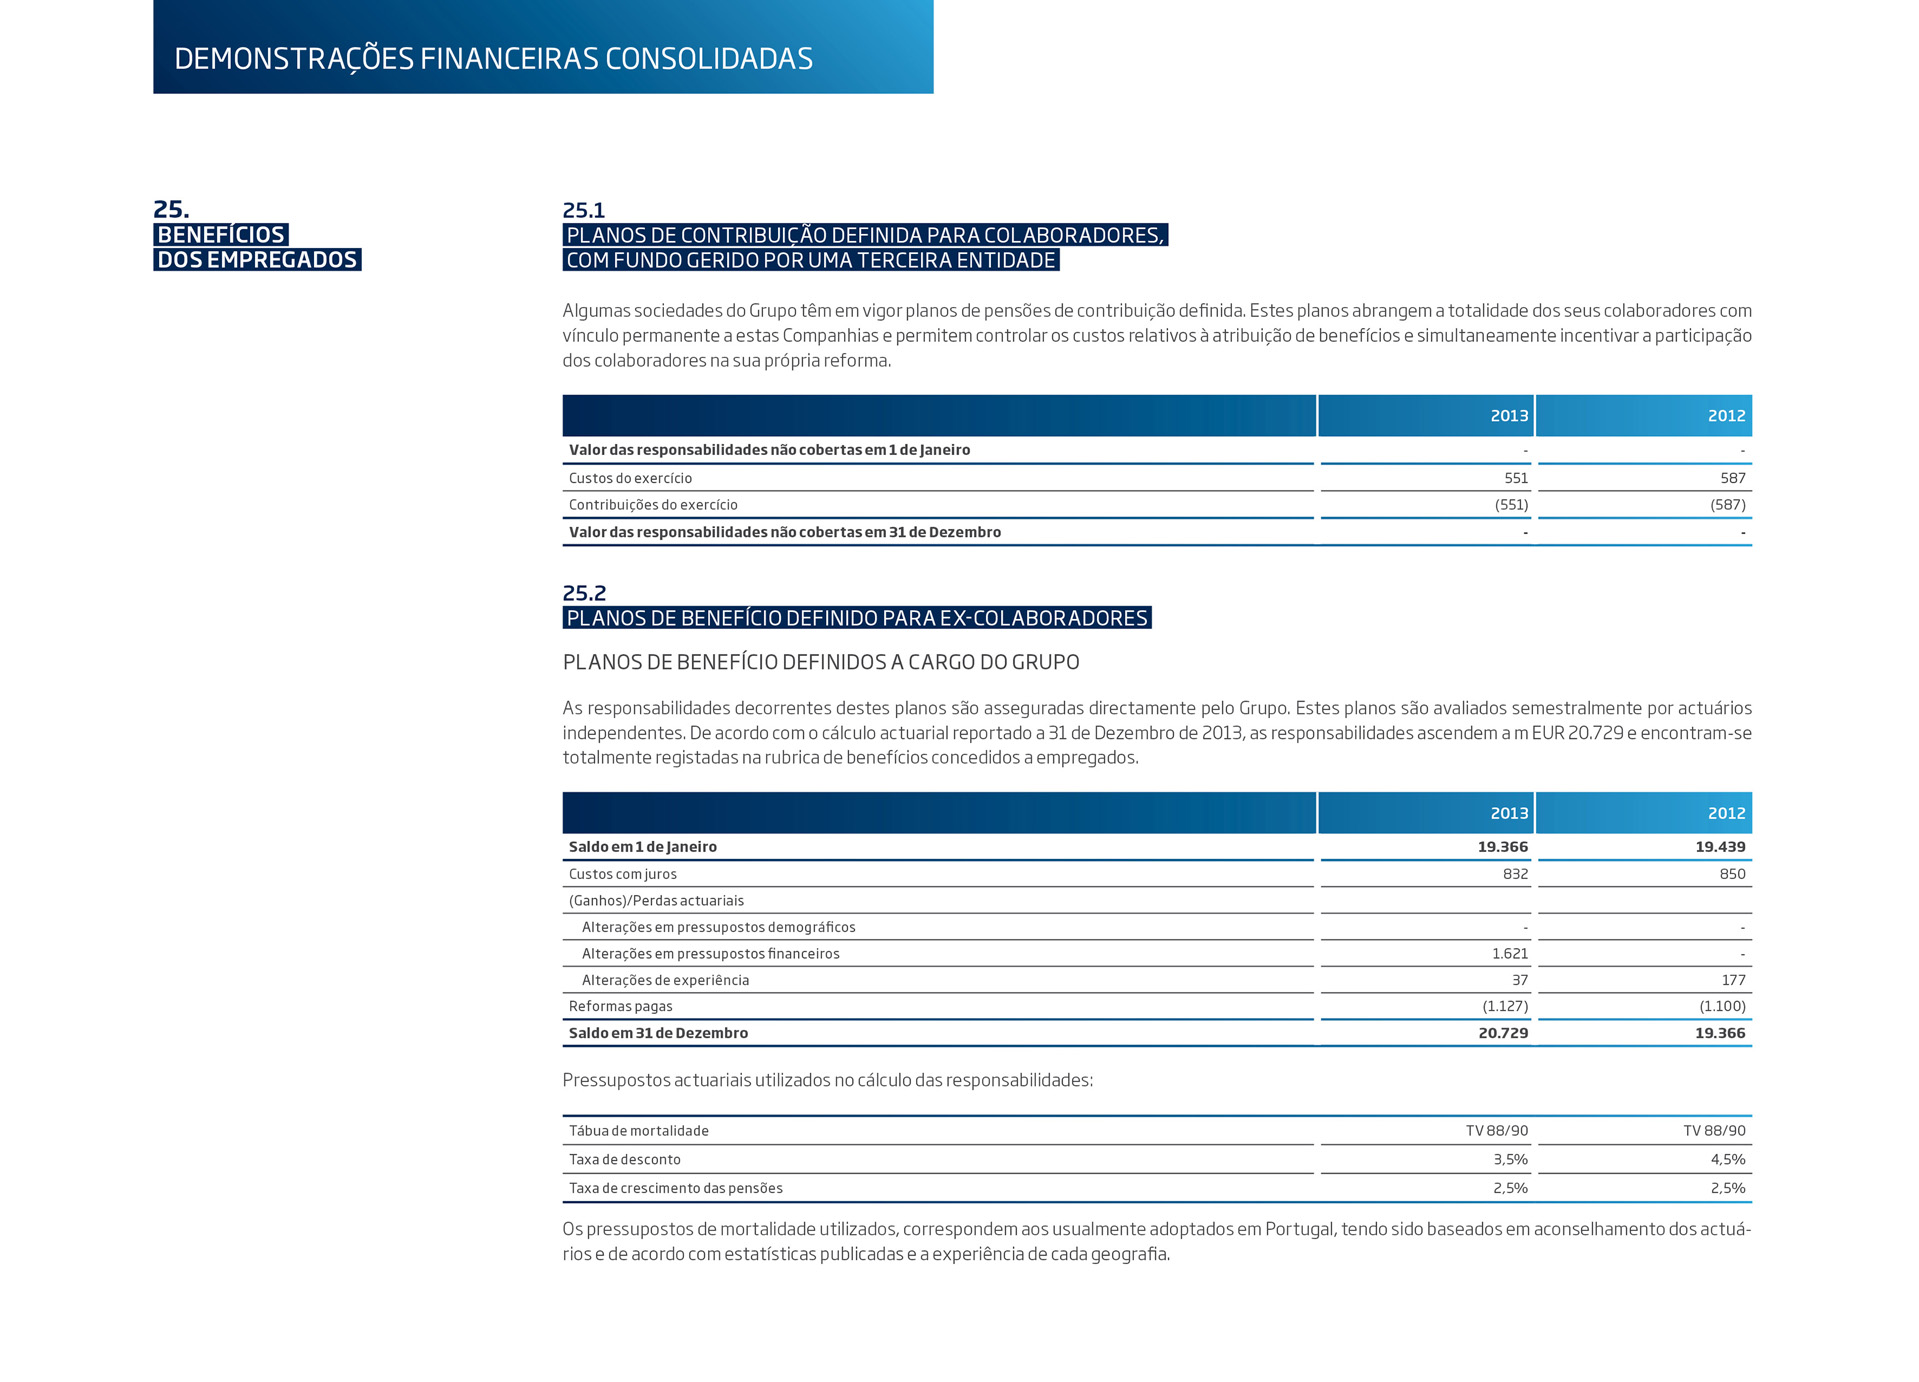 DEMONSTRAÇÕES FINANCEIRAS CONSOLIDADAS
25.
BENEFÍCIOS
DOS EMPREGADOS
25.1
PLANOS DE CONTRIBUIÇÃO DEFINIDA PARA COLABORADORES,
COM FUNDO GERIDO POR UMA TERCEIRA ENTIDADE
Algumas sociedades do Grupo têm em vigor planos de pensões de contribuição definida. Estes planos abrangem a totalidade dos seus colaboradores com
vínculo permanente a estas Companhias e permitem controlar os custos relativos à atribuição de benefícios e simultaneamente incentivar a participação
dos colaboradores na sua própria reforma.
2013 2012
Valor das responsabilidades não cobertas em 1 de Janeiro - -
Custos do exercício 551 587
Contribuições do exercício (551) (587)
Valor das responsabilidades não cobertas em 31 de Dezembro - -
25.2
PLANOS DE BENEFÍCIO DEFINIDO PARA EX-COLABORADORES
PLANOS DE BENEFÍCIO DEFINIDOS A CARGO DO GRUPO
As responsabilidades decorrentes destes planos são asseguradas directamente pelo Grupo. Estes planos são avaliados semestralmente por actuários
independentes. De acordo com o cálculo actuarial reportado a 31 de Dezembro de 2013, as responsabilidades ascendem a m EUR 20.729 e encontram-se
totalmente registadas na rubrica de benefícios concedidos a empregados.
2013 2012
Saldo em 1 de Janeiro 19.366 19.439
Custos com juros 832 850
(Ganhos)/Perdas actuariais
Alterações em pressupostos demográficos - -
Alterações em pressupostos financeiros 1.621 -
Alterações de experiência 37 177
Reformas pagas (1.127) (1.100)
Saldo em 31 de Dezembro 20.729 19.366
Pressupostos actuariais utilizados no cálculo das responsabilidades:
Tábua de mortalidade TV 88/90 TV 88/90
Taxa de desconto 3,5% 4,5%
Taxa de crescimento das pensões 2,5% 2,5%
Os pressupostos de mortalidade utilizados, correspondem aos usualmente adoptados em Portugal, tendo sido baseados em aconselhamento dos actuá-
rios e de acordo com estatísticas publicadas e a experiência de cada geografia.